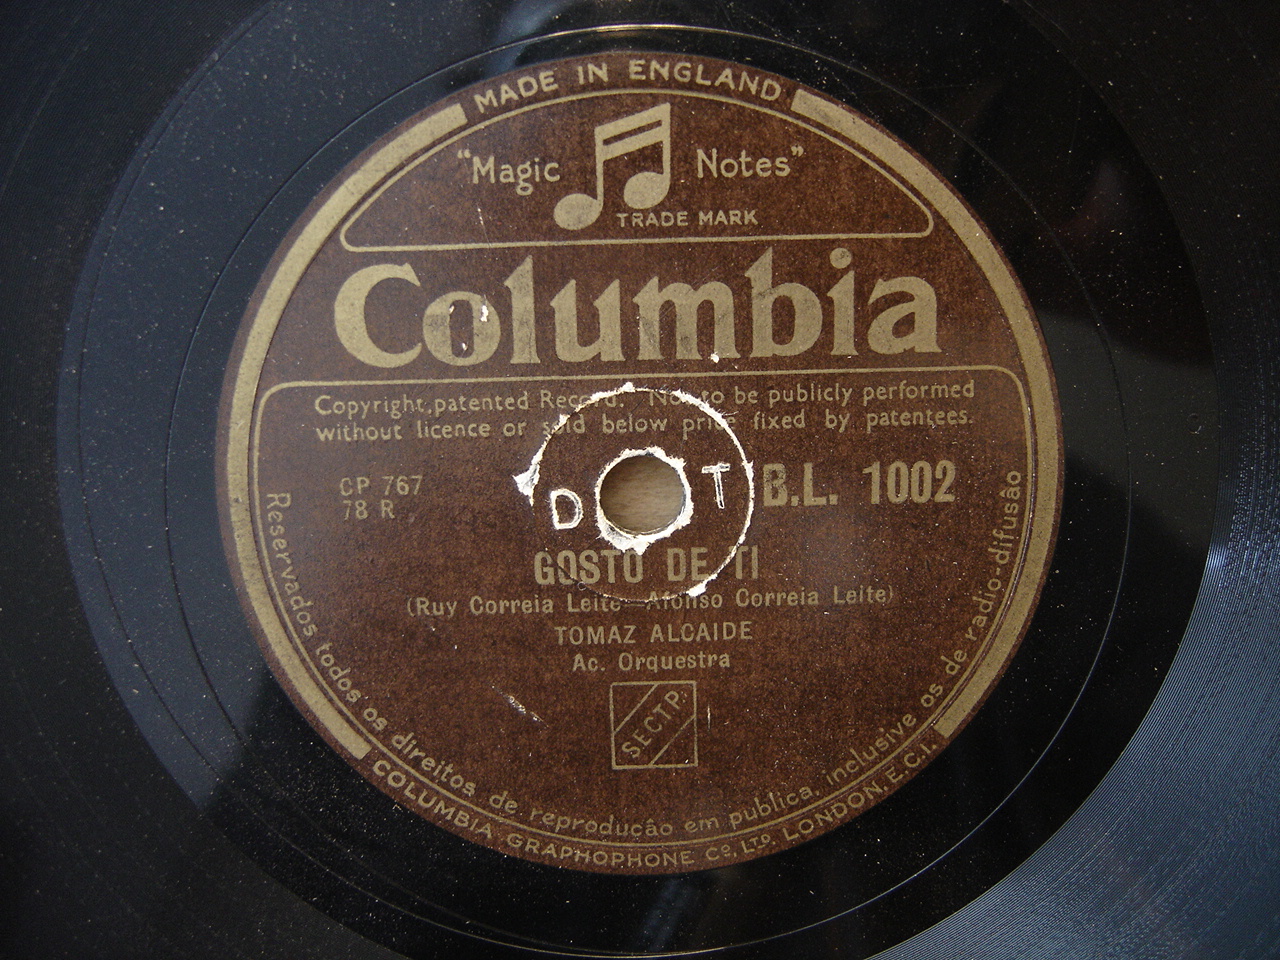 MADE IN ENGLAND
"Magic Notes"
TRADE MARK
Columbia
Copyright, patented Record. Not to be publicly performed
without licence or sold below price fixed by patentees.
CP 767
78 R
B.L. 1002
D T
GOSTO DE TI
(Ruy Correia Leite - Afonso Correia Leite)
TOMAZ ALCAIDE
Ac. Orquestra
SECT.P.
Reservados todos os direitos de reproducâo em publica, inclusive os de radio-difusâo
COLUMBIA GRAPHOPHONE Co. LTD. LONDON, E.C.1.